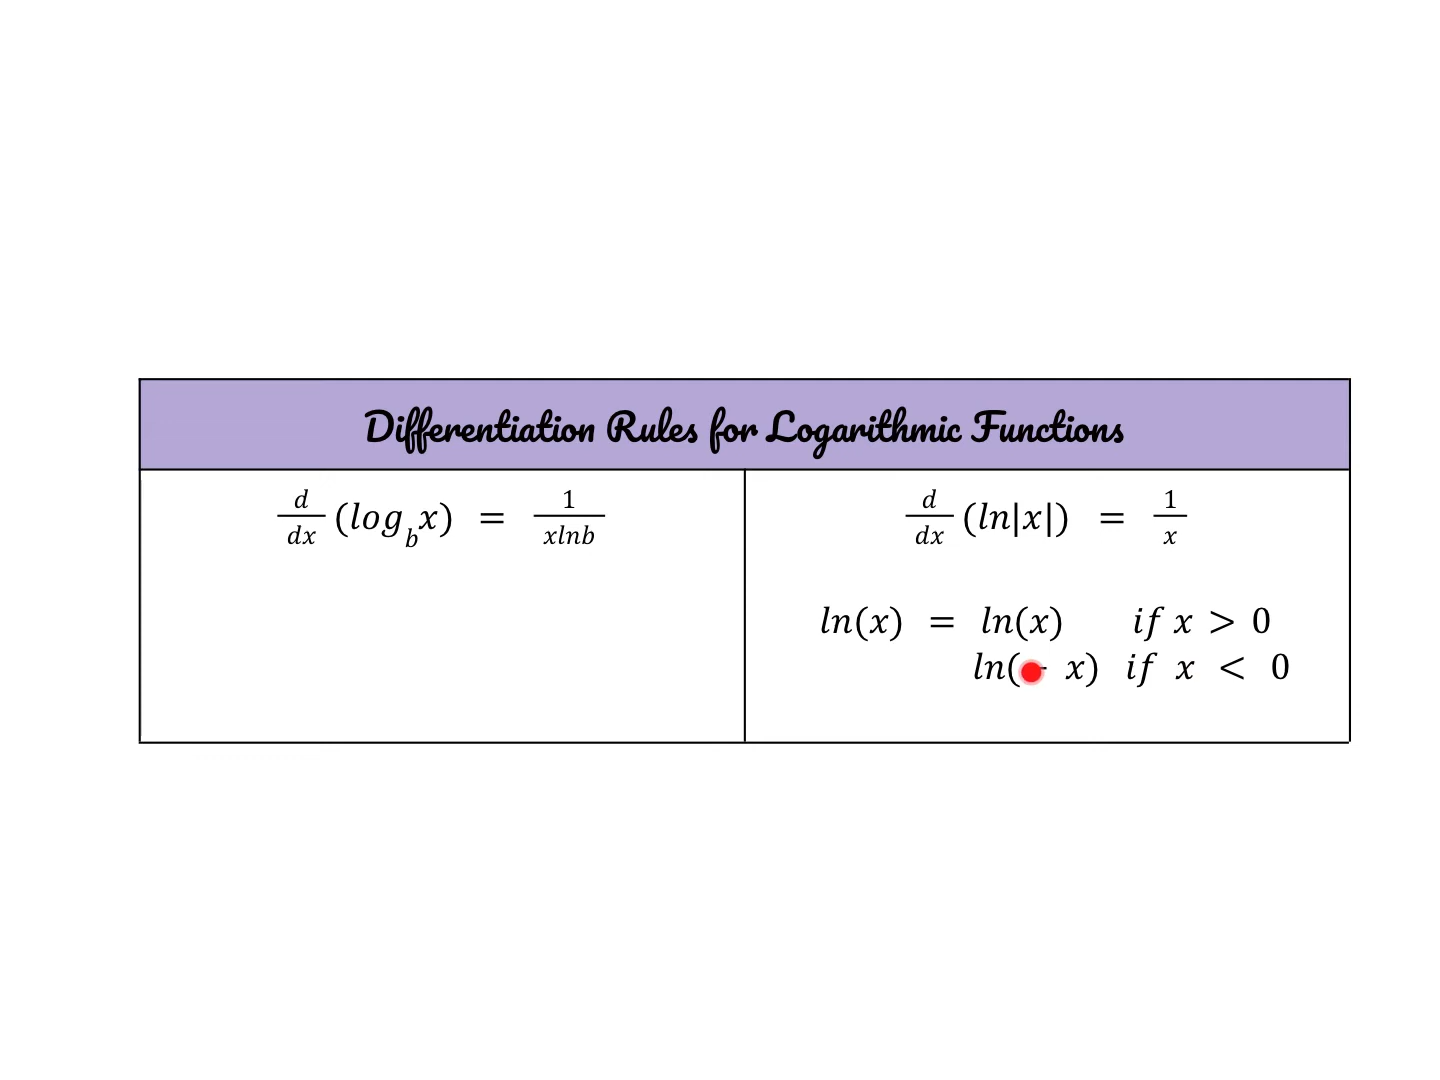 Differentiation Rules for Logarithmic Functions
d/dx (log_b x) = 1/xlnb
d/dx (ln|x|) = 1/x
ln(x) = ln(x) if x > 0
ln(- x) if x < 0